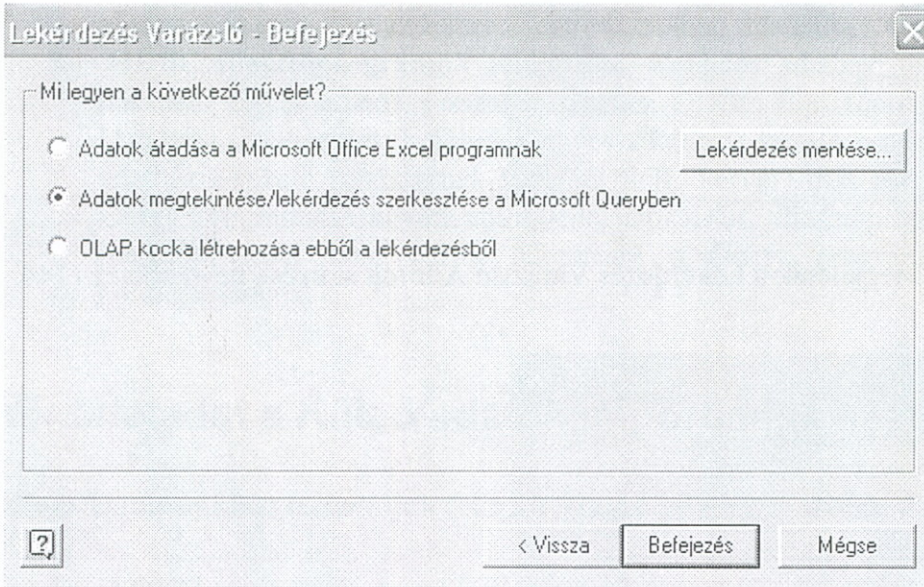 Lekérdezés Varázsló - Befejezés
Mi legyen a következő művelet?
Adatok átadása a Microsoft Office Excel programnak
Lekérdezés mentése...
Adatok megtekintése/lekérdezés szerkesztése a Microsoft Queryben
OLAP kocka létrehozása ebből a lekérdezésből
?
< Vissza
Befejezés
Mégse